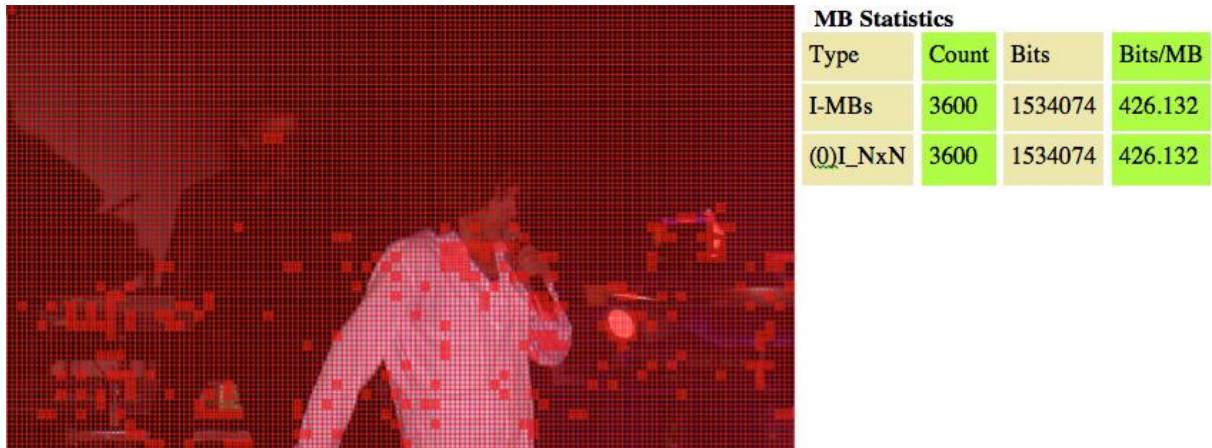 MB Statistics
Type Count Bits Bits/MB
I-MBs 3600 1534074 426.132
(0)I_NxN 3600 1534074 426.132